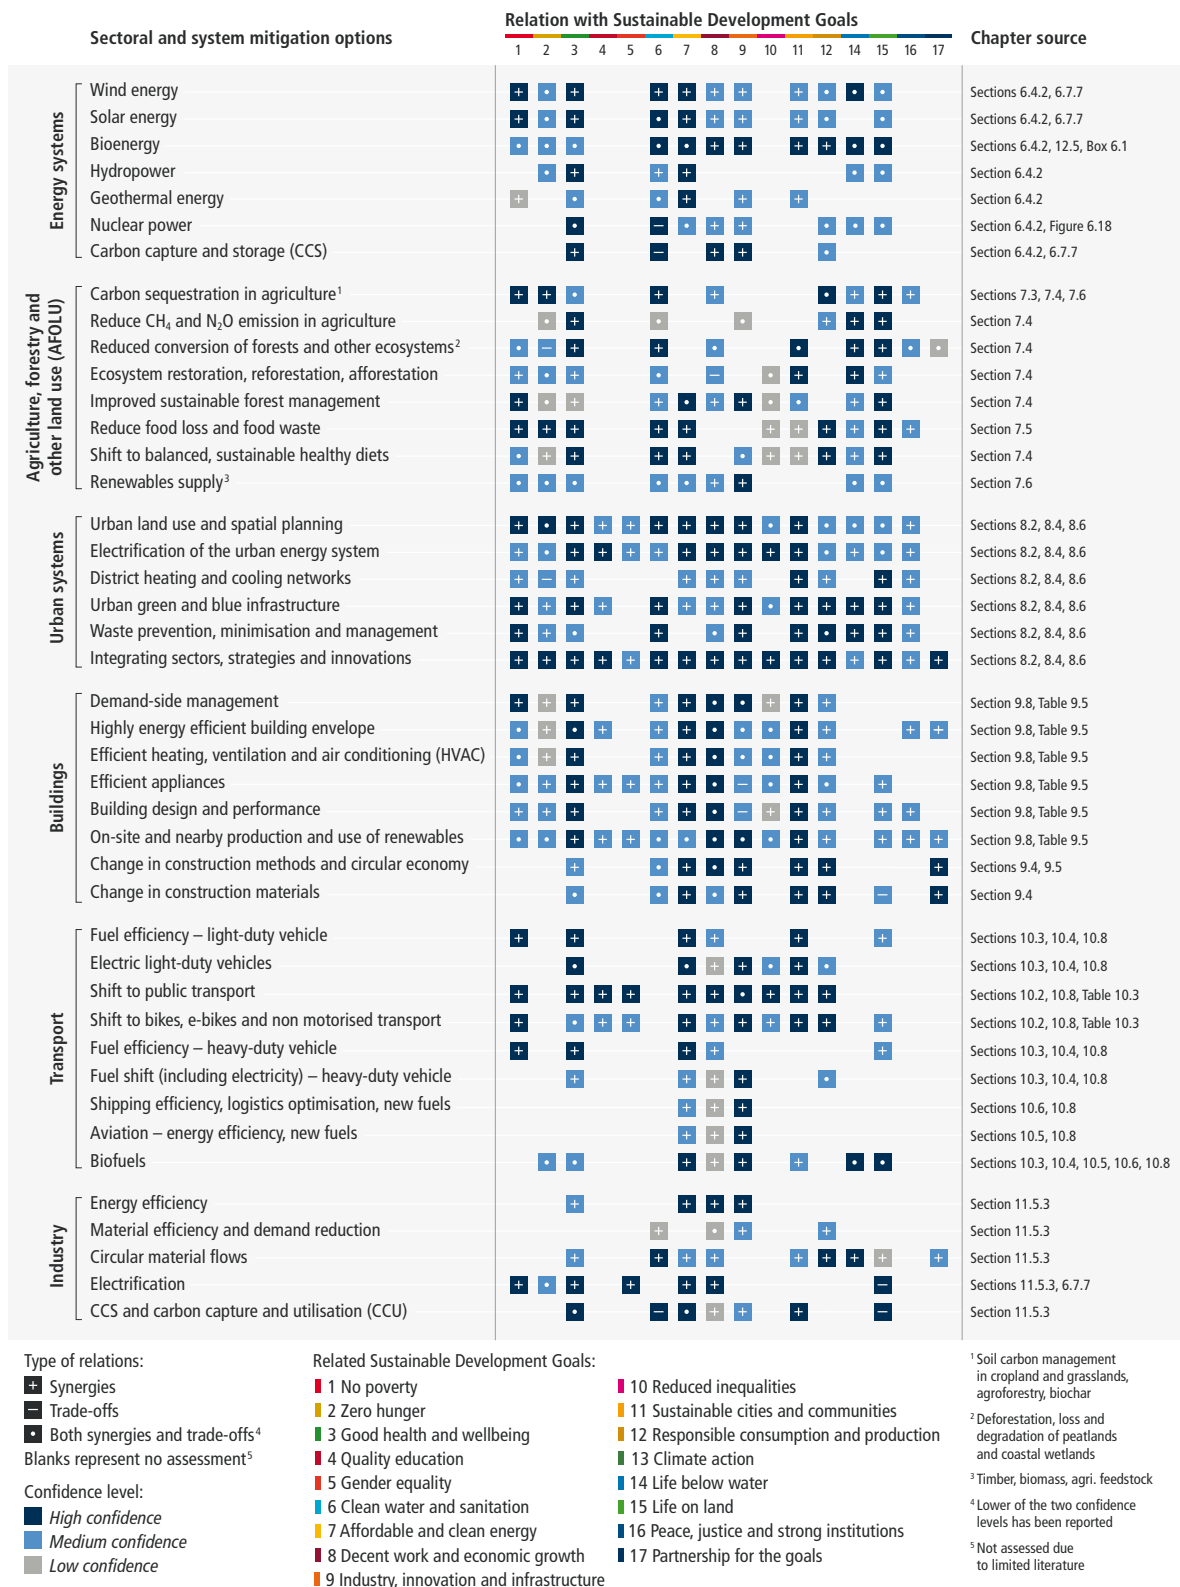 Relation with Sustainable Development Goals
Sectoral and system mitigation options
Chapter source
1 2 3 4 5 6 7 8 9 10 11 12 14 15 16 17
Energy systems
Wind energy + • + + + + + + • • • Sections 6.4.2, 6.7.7
Solar energy + • + • + + + + • • Sections 6.4.2, 6.7.7
Bioenergy • • • • • + + + + • • Sections 6.4.2, 12.5, Box 6.1
Hydropower • + + + • • Section 6.4.2
Geothermal energy + • • + + + Section 6.4.2
Nuclear power • – • + + • • • Section 6.4.2, Figure 6.18
Carbon capture and storage (CCS) + – + + • Section 6.4.2, 6.7.7
Agriculture, forestry and
other land use (AFOLU)
Carbon sequestration in agriculture¹ + + • + + • + + + Sections 7.3, 7.4, 7.6
Reduce CH₄ and N₂O emission in agriculture • + • • + + + Section 7.4
Reduced conversion of forests and other ecosystems² • – + + • • + + • • Section 7.4
Ecosystem restoration, reforestation, afforestation + • + • – • + + + Section 7.4
Improved sustainable forest management + • + + • + + • • + + Section 7.4
Reduce food loss and food waste + + + + + + + + + + + Section 7.5
Shift to balanced, sustainable healthy diets • + + + + • + + + + + Section 7.4
Renewables supply³ • • • • • + + • • Section 7.6
Urban systems
Urban land use and spatial planning + • + + + + + + + • + • • • + Sections 8.2, 8.4, 8.6
Electrification of the urban energy system + • + + + + + + + + + • + • + Sections 8.2, 8.4, 8.6
District heating and cooling networks + – + + + + + + + + Sections 8.2, 8.4, 8.6
Urban green and blue infrastructure + + + + + + + + • + + + + + Sections 8.2, 8.4, 8.6
Waste prevention, minimisation and management + + • + • + + • + + + Sections 8.2, 8.4, 8.6
Integrating sectors, strategies and innovations + + + + + + + + + + + + + + + + Sections 8.2, 8.4, 8.6
Buildings
Demand-side management + + + + + • • + + + Section 9.8, Table 9.5
Highly energy efficient building envelope • + • + + + • • • + + + + Section 9.8, Table 9.5
Efficient heating, ventilation and air conditioning (HVAC) • + + + + • • • + + Section 9.8, Table 9.5
Efficient appliances • + + + + + + • – • + • + Section 9.8, Table 9.5
Building design and performance + + + + + • – + + + + + Section 9.8, Table 9.5
On-site and nearby production and use of renewables • • + + + • • • • • + + + + + Section 9.8, Table 9.5
Change in construction methods and circular economy + • + • + + + + Sections 9.4, 9.5
Change in construction materials • • + • + + + – + Section 9.4
Transport
Fuel efficiency – light-duty vehicle + + + + + + Sections 10.3, 10.4, 10.8
Electric light-duty vehicles • • + + • + • Sections 10.3, 10.4, 10.8
Shift to public transport + + + + + + • + + + Sections 10.2, 10.8, Table 10.3
Shift to bikes, e-bikes and non motorised transport + • + + + + + + + + + Sections 10.2, 10.8, Table 10.3
Fuel efficiency – heavy-duty vehicle + + + + + Sections 10.3, 10.4, 10.8
Fuel shift (including electricity) – heavy-duty vehicle + + + + • Sections 10.3, 10.4, 10.8
Shipping efficiency, logistics optimisation, new fuels + + + Sections 10.6, 10.8
Aviation – energy efficiency, new fuels + + + Sections 10.5, 10.8
Biofuels • • + + + + • • Sections 10.3, 10.4, 10.5, 10.6, 10.8
Industry
Energy efficiency + + + + Section 11.5.3
Material efficiency and demand reduction + • + + Section 11.5.3
Circular material flows + + + + + + + + + Section 11.5.3
Electrification + • + + + + – Sections 11.5.3, 6.7.7
CCS and carbon capture and utilisation (CCU) • – • + + + – Section 11.5.3
Type of relations:
+ Synergies
– Trade-offs
• Both synergies and trade-offs⁴
Blanks represent no assessment⁵
Confidence level:
High confidence
Medium confidence
Low confidence
Related Sustainable Development Goals:
1 No poverty
2 Zero hunger
3 Good health and wellbeing
4 Quality education
5 Gender equality
6 Clean water and sanitation
7 Affordable and clean energy
8 Decent work and economic growth
9 Industry, innovation and infrastructure
10 Reduced inequalities
11 Sustainable cities and communities
12 Responsible consumption and production
13 Climate action
14 Life below water
15 Life on land
16 Peace, justice and strong institutions
17 Partnership for the goals
¹ Soil carbon management
in cropland and grasslands,
agroforestry, biochar
² Deforestation, loss and
degradation of peatlands
and coastal wetlands
³ Timber, biomass, agri. feedstock
⁴ Lower of the two confidence
levels has been reported
⁵ Not assessed due
to limited literature